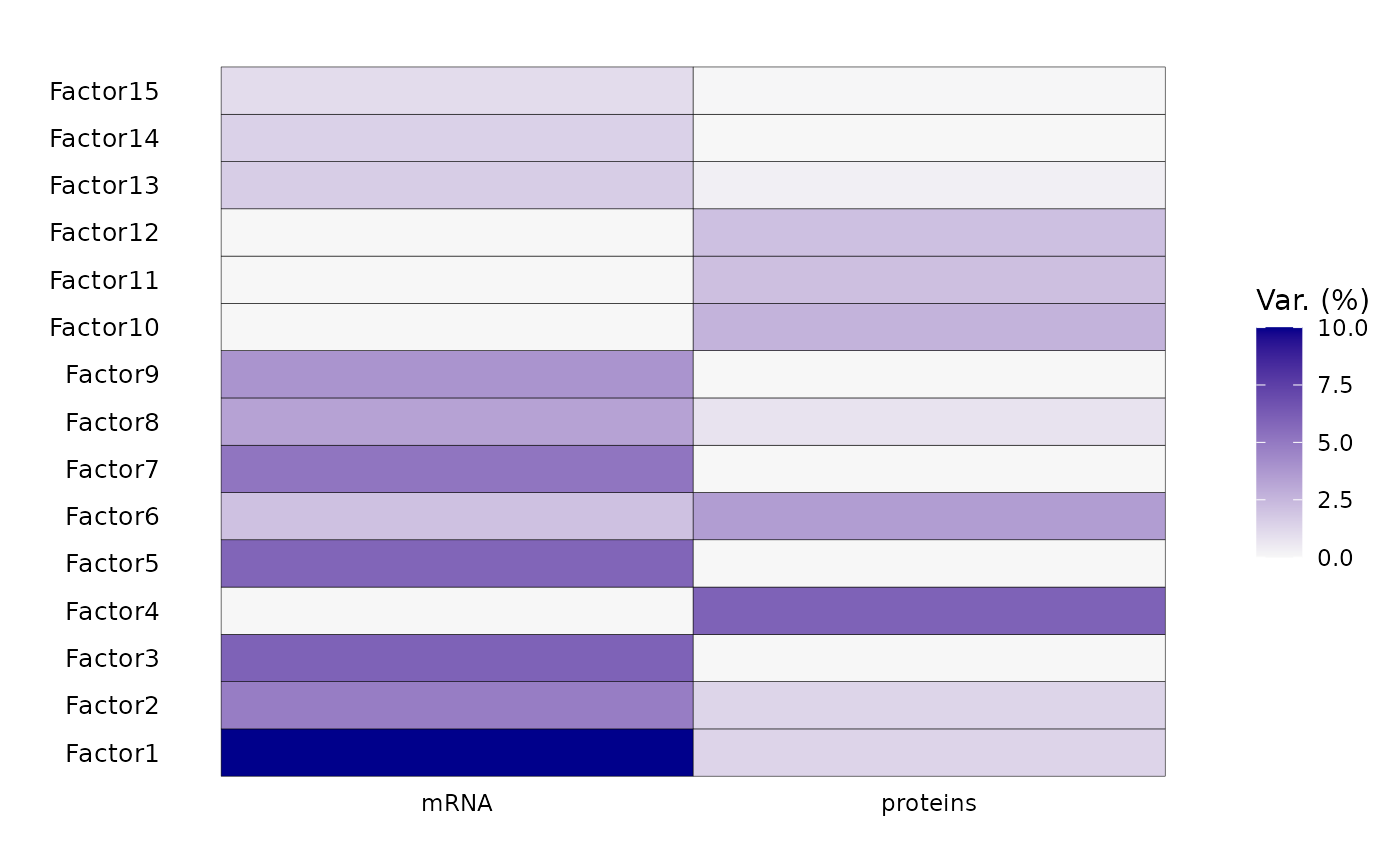 Factor15
Factor14
Factor13
Factor12
Factor11
Factor10
Factor9
Factor8
Factor7
Factor6
Factor5
Factor4
Factor3
Factor2
Factor1
mRNA
proteins
Var. (%)
10.0
7.5
5.0
2.5
0.0